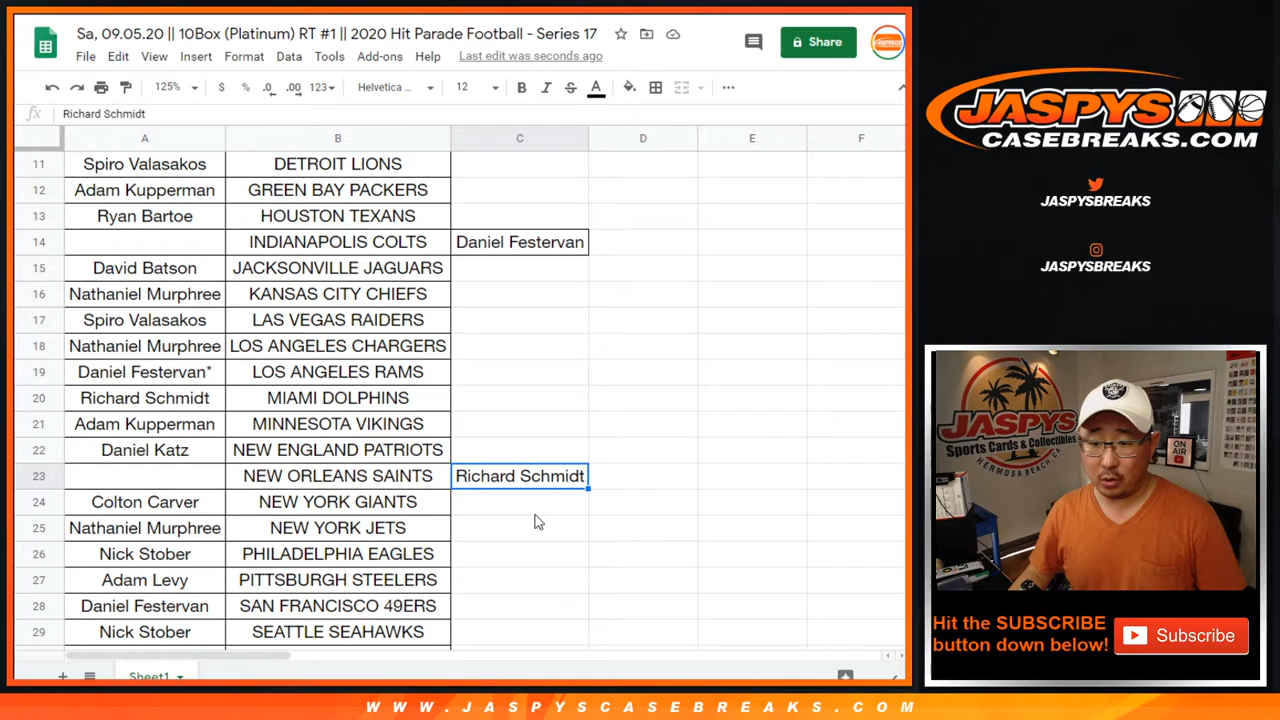 Sa, 09.05.20 || 10Box (Platinum) RT #1 || 2020 Hit Parade Football - Series 17
Share
File Edit View Insert Format Data Tools Add-ons Help Last edit was seconds ago
125% $ % .0 .00 123 Helvetica ... 12 B I S A
fx Richard Schmidt
A B C D E F
11 Spiro Valasakos DETROIT LIONS
12 Adam Kupperman GREEN BAY PACKERS
13 Ryan Bartoe HOUSTON TEXANS
14 INDIANAPOLIS COLTS Daniel Festervan
15 David Batson JACKSONVILLE JAGUARS
16 Nathaniel Murphree KANSAS CITY CHIEFS
17 Spiro Valasakos LAS VEGAS RAIDERS
18 Nathaniel Murphree LOS ANGELES CHARGERS
19 Daniel Festervan* LOS ANGELES RAMS
20 Richard Schmidt MIAMI DOLPHINS
21 Adam Kupperman MINNESOTA VIKINGS
22 Daniel Katz NEW ENGLAND PATRIOTS
23 NEW ORLEANS SAINTS Richard Schmidt
24 Colton Carver NEW YORK GIANTS
25 Nathaniel Murphree NEW YORK JETS
26 Nick Stober PHILADELPHIA EAGLES
27 Adam Levy PITTSBURGH STEELERS
28 Daniel Festervan SAN FRANCISCO 49ERS
29 Nick Stober SEATTLE SEAHAWKS
Sheet1
JASPYS
CASEBREAKS.COM
JASPYSBREAKS
JASPYSBREAKS
JASPYS
Sports Cards & Collectibles
HERMOSA BEACH, CA
ON AIR
Hit the SUBSCRIBE
button down below!
Subscribe
WWW.JASPYSCASEBREAKS.COM